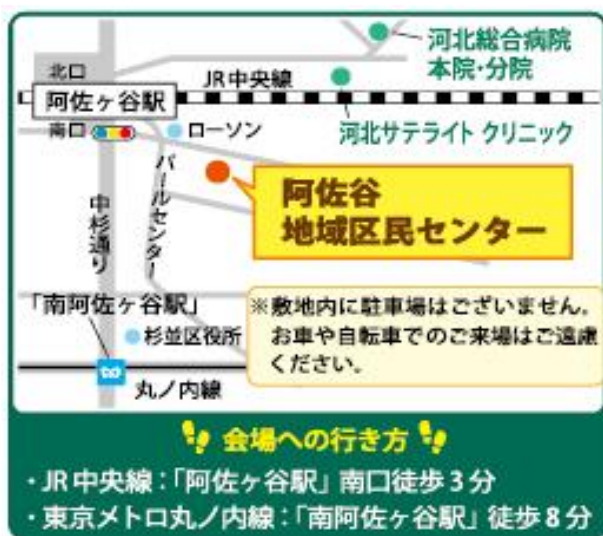 河北総合病院
本院・分院
北口
JR中央線
阿佐ヶ谷駅
南口
ローソン
河北サテライト クリニック
パールセンター
中杉通り
阿佐谷
地域区民センター
「南阿佐ヶ谷駅」
杉並区役所
※敷地内に駐車場はございません。
お車や自転車でのご来場はご遠慮
ください。
丸ノ内線
会場への行き方
・JR中央線：「阿佐ヶ谷駅」南口徒歩3分
・東京メトロ丸ノ内線：「南阿佐ヶ谷駅」徒歩8分